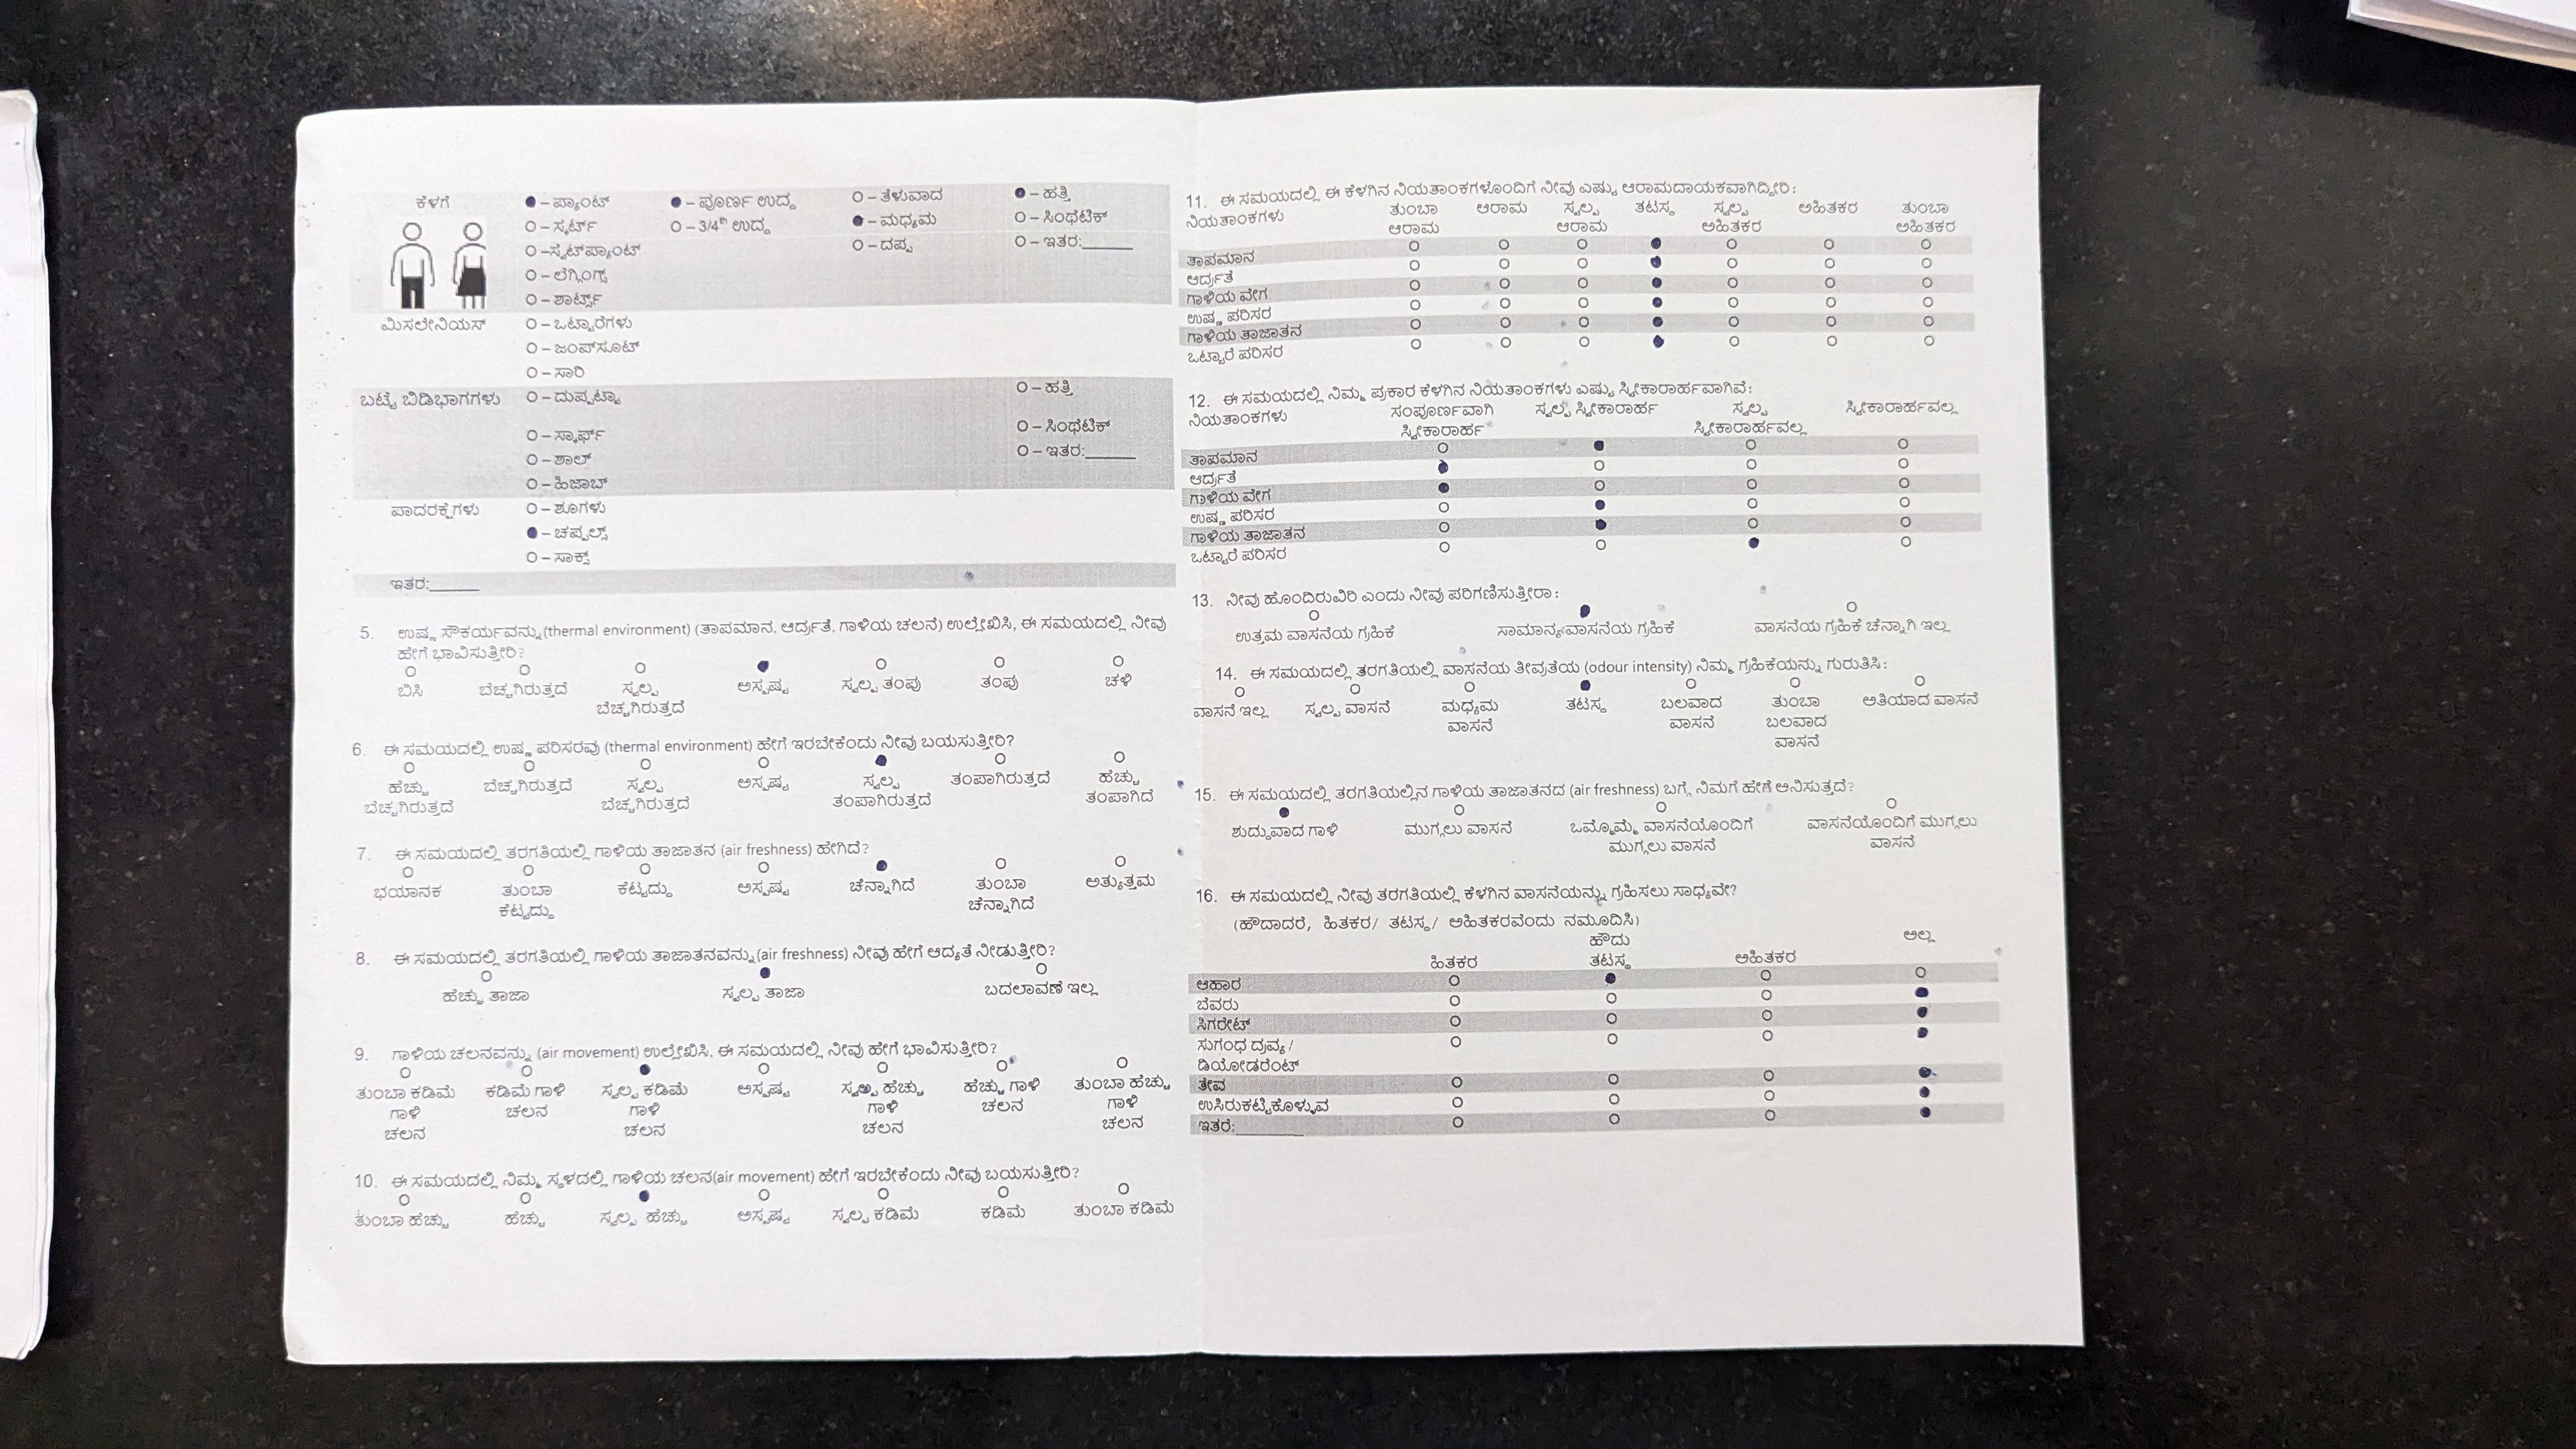 ಕೆಳಗೆ ●– ಪ್ಯಾಂಟ್ ●– ಪೂರ್ಣ ಉದ್ದ O – ತೆಳುವಾದ ●– ಹತ್ತಿ
O – ಸ್ಕರ್ಟ್ O – 3/4th ಉದ್ದ ●– ಮಧ್ಯಮ O – ಸಿಂಥೆಟಿಕ್
O –ಸ್ವೆಟ್‌ಪ್ಯಾಂಟ್ O – ದಪ್ಪ O – ಇತರ:______
O – ಲೆಗ್ಗಿಂಗ್ಸ್
O – ಶಾರ್ಟ್ಸ್
ಮಿಸಲೇನಿಯಸ್ O – ಒಟ್ಟಾರೆಗಳು
O – ಜಂಪ್‌ಸೂಟ್
O – ಸಾರಿ
ಬಟ್ಟೆ ಬಿಡಿಭಾಗಗಳು O – ದುಪ್ಪಟ್ಟಾ O – ಹತ್ತಿ
O – ಸ್ಕಾರ್ಫ್ O – ಸಿಂಥೆಟಿಕ್
O – ಶಾಲ್ O – ಇತರ:______
O – ಹಿಜಾಬ್
ಪಾದರಕ್ಷೆಗಳು O – ಶೂಗಳು
●– ಚಪ್ಪಲ್ಸ್
O – ಸಾಕ್ಸ್
ಇತರ:______
5. ಉಷ್ಣ ಸೌಕರ್ಯವನ್ನು (thermal environment) (ತಾಪಮಾನ, ಆರ್ದ್ರತೆ, ಗಾಳಿಯ ಚಲನೆ) ಉಲ್ಲೇಖಿಸಿ, ಈ ಸಮಯದಲ್ಲಿ ನೀವು
ಹೇಗೆ ಭಾವಿಸುತ್ತೀರಿ?
O O O ● O O O
ಬಿಸಿ ಬೆಚ್ಚಗಿರುತ್ತದೆ ಸ್ವಲ್ಪ ಅಸ್ಪಷ್ಟ ಸ್ವಲ್ಪ ತಂಪು ತಂಪು ಚಳಿ
ಬೆಚ್ಚಗಿರುತ್ತದೆ
6. ಈ ಸಮಯದಲ್ಲಿ ಉಷ್ಣ ಪರಿಸರವು (thermal environment) ಹೇಗೆ ಇರಬೇಕೆಂದು ನೀವು ಬಯಸುತ್ತೀರಿ?
O O O O ● O O
ಹೆಚ್ಚು ಬೆಚ್ಚಗಿರುತ್ತದೆ ಸ್ವಲ್ಪ ಅಸ್ಪಷ್ಟ ಸ್ವಲ್ಪ ತಂಪಾಗಿರುತ್ತದೆ ಹೆಚ್ಚು
ಬೆಚ್ಚಗಿರುತ್ತದೆ ಬೆಚ್ಚಗಿರುತ್ತದೆ ತಂಪಾಗಿರುತ್ತದೆ ತಂಪಾಗಿದೆ
7. ಈ ಸಮಯದಲ್ಲಿ ತರಗತಿಯಲ್ಲಿ ಗಾಳಿಯ ತಾಜಾತನ (air freshness) ಹೇಗಿದೆ?
O O O O ● O O
ಭಯಾನಕ ತುಂಬಾ ಕೆಟ್ಟದ್ದು ಅಸ್ಪಷ್ಟ ಚೆನ್ನಾಗಿದೆ ತುಂಬಾ ಅತ್ಯುತ್ತಮ
ಕೆಟ್ಟದ್ದು ಚೆನ್ನಾಗಿದೆ
8. ಈ ಸಮಯದಲ್ಲಿ ತರಗತಿಯಲ್ಲಿ ಗಾಳಿಯ ತಾಜಾತನವನ್ನು (air freshness) ನೀವು ಹೇಗೆ ಆದ್ಯತೆ ನೀಡುತ್ತೀರಿ?
O ● O
ಹೆಚ್ಚು ತಾಜಾ ಸ್ವಲ್ಪ ತಾಜಾ ಬದಲಾವಣೆ ಇಲ್ಲ
9. ಗಾಳಿಯ ಚಲನವನ್ನು (air movement) ಉಲ್ಲೇಖಿಸಿ, ಈ ಸಮಯದಲ್ಲಿ ನೀವು ಹೇಗೆ ಭಾವಿಸುತ್ತೀರಿ?
O O ● O O O O
ತುಂಬಾ ಕಡಿಮೆ ಕಡಿಮೆ ಗಾಳಿ ಸ್ವಲ್ಪ ಕಡಿಮೆ ಅಸ್ಪಷ್ಟ ಸ್ವಲ್ಪ ಹೆಚ್ಚು ಹೆಚ್ಚು ಗಾಳಿ ತುಂಬಾ ಹೆಚ್ಚು
ಗಾಳಿ ಚಲನ ಗಾಳಿ ಗಾಳಿ ಚಲನ ಗಾಳಿ
ಚಲನ ಚಲನ ಚಲನ ಚಲನ
10. ಈ ಸಮಯದಲ್ಲಿ ನಿಮ್ಮ ಸ್ಥಳದಲ್ಲಿ ಗಾಳಿಯ ಚಲನ(air movement) ಹೇಗೆ ಇರಬೇಕೆಂದು ನೀವು ಬಯಸುತ್ತೀರಿ?
O O ● O O O O
ತುಂಬಾ ಹೆಚ್ಚು ಹೆಚ್ಚು ಸ್ವಲ್ಪ ಹೆಚ್ಚು ಅಸ್ಪಷ್ಟ ಸ್ವಲ್ಪ ಕಡಿಮೆ ಕಡಿಮೆ ತುಂಬಾ ಕಡಿಮೆ
11. ಈ ಸಮಯದಲ್ಲಿ ಈ ಕೆಳಗಿನ ನಿಯತಾಂಕಗಳೊಂದಿಗೆ ನೀವು ಎಷ್ಟು ಆರಾಮದಾಯಕವಾಗಿದ್ದೀರಿ:
ನಿಯತಾಂಕಗಳು ತುಂಬಾ ಆರಾಮ ಸ್ವಲ್ಪ ತಟಸ್ಥ ಸ್ವಲ್ಪ ಅಹಿತಕರ ತುಂಬಾ
ಆರಾಮ ಆರಾಮ ಅಹಿತಕರ ಅಹಿತಕರ
ತಾಪಮಾನ O O O ● O O O
ಆರ್ದ್ರತೆ O O O ● O O O
ಗಾಳಿಯ ವೇಗ O O O ● O O O
ಉಷ್ಣ ಪರಿಸರ O O O ● O O O
ಗಾಳಿಯ ತಾಜಾತನ O O O ● O O O
ಒಟ್ಟಾರೆ ಪರಿಸರ O O O ● O O O
12. ಈ ಸಮಯದಲ್ಲಿ ನಿಮ್ಮ ಪ್ರಕಾರ ಕೆಳಗಿನ ನಿಯತಾಂಕಗಳು ಎಷ್ಟು ಸ್ವೀಕಾರಾರ್ಹವಾಗಿವೆ:
ನಿಯತಾಂಕಗಳು ಸಂಪೂರ್ಣವಾಗಿ ಸ್ವಲ್ಪ ಸ್ವೀಕಾರಾರ್ಹ ಸ್ವಲ್ಪ ಸ್ವೀಕಾರಾರ್ಹವಲ್ಲ
ಸ್ವೀಕಾರಾರ್ಹ ಸ್ವೀಕಾರಾರ್ಹವಲ್ಲ
ತಾಪಮಾನ O ● O O
ಆರ್ದ್ರತೆ ● O O O
ಗಾಳಿಯ ವೇಗ ● O O O
ಉಷ್ಣ ಪರಿಸರ O ● O O
ಗಾಳಿಯ ತಾಜಾತನ O ● O O
ಒಟ್ಟಾರೆ ಪರಿಸರ O O ● O
13. ನೀವು ಹೊಂದಿರುವಿರಿ ಎಂದು ನೀವು ಪರಿಗಣಿಸುತ್ತೀರಾ:
O ● O
ಉತ್ತಮ ವಾಸನೆಯ ಗ್ರಹಿಕೆ ಸಾಮಾನ್ಯ ವಾಸನೆಯ ಗ್ರಹಿಕೆ ವಾಸನೆಯ ಗ್ರಹಿಕೆ ಚೆನ್ನಾಗಿ ಇಲ್ಲ
14. ಈ ಸಮಯದಲ್ಲಿ ತರಗತಿಯಲ್ಲಿ ವಾಸನೆಯ ತೀವ್ರತೆಯ (odour intensity) ನಿಮ್ಮ ಗ್ರಹಿಕೆಯನ್ನು ಗುರುತಿಸಿ:
O O O ● O O O
ವಾಸನೆ ಇಲ್ಲ ಸ್ವಲ್ಪ ವಾಸನೆ ಮಧ್ಯಮ ತಟಸ್ಥ ಬಲವಾದ ತುಂಬಾ ಅತಿಯಾದ ವಾಸನೆ
ವಾಸನೆ ವಾಸನೆ ಬಲವಾದ
ವಾಸನೆ
15. ಈ ಸಮಯದಲ್ಲಿ ತರಗತಿಯಲ್ಲಿನ ಗಾಳಿಯ ತಾಜಾತನದ (air freshness) ಬಗ್ಗೆ ನಿಮಗೆ ಹೇಗೆ ಅನಿಸುತ್ತದೆ?
● O O O
ಶುದ್ಧವಾದ ಗಾಳಿ ಮುಗ್ಗಲು ವಾಸನೆ ಒಮ್ಮೊಮ್ಮೆ ವಾಸನೆಯೊಂದಿಗೆ ವಾಸನೆಯೊಂದಿಗೆ ಮುಗ್ಗಲು
ಮುಗ್ಗಲು ವಾಸನೆ ವಾಸನೆ
16. ಈ ಸಮಯದಲ್ಲಿ ನೀವು ತರಗತಿಯಲ್ಲಿ ಕೆಳಗಿನ ವಾಸನೆಯನ್ನು ಗ್ರಹಿಸಲು ಸಾಧ್ಯವೇ?
(ಹೌದಾದರೆ, ಹಿತಕರ/ ತಟಸ್ಥ/ ಅಹಿತಕರವೆಂದು ನಮೂದಿಸಿ)
ಹೌದು ಅಲ್ಲ
ಹಿತಕರ ತಟಸ್ಥ ಅಹಿತಕರ
ಆಹಾರ O ● O O
ಬೆವರು O O O ●
ಸಿಗರೇಟ್ O O O ●
ಸುಗಂಧ ದ್ರವ್ಯ / O O O ●
ಡಿಯೋಡರೆಂಟ್
ತೇವ O O O ●
ಉಸಿರುಕಟ್ಟಿಕೊಳ್ಳುವ O O O ●
ಇತರೆ:________ O O O ●